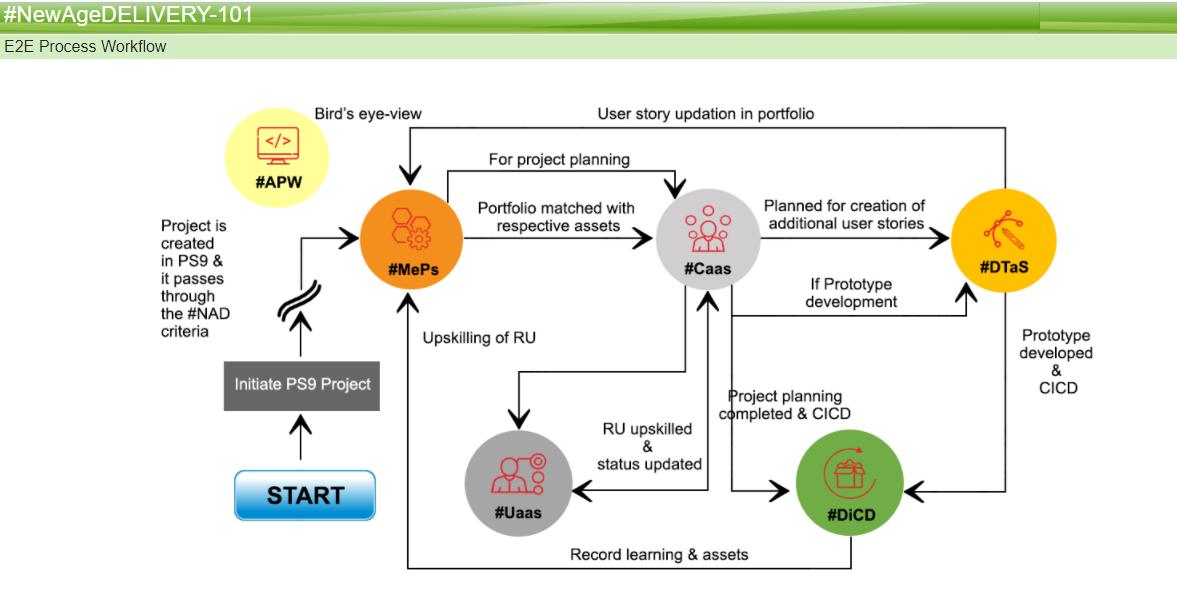 #NewAgeDELIVERY-101
E2E Process Workflow
Bird's eye-view
User story updation in portfolio
#APW
For project planning
Portfolio matched with
respective assets
Planned for creation of
additional user stories
Project is
created
in PS9 &
it passes
through
the #NAD
criteria
#MePs
#Caas
#DTaS
If Prototype
development
Upskilling of RU
Prototype
developed
&
CICD
Initiate PS9 Project
Project planning
completed & CICD
RU upskilled
&
status updated
START
#Uaas
#DiCD
Record learning & assets